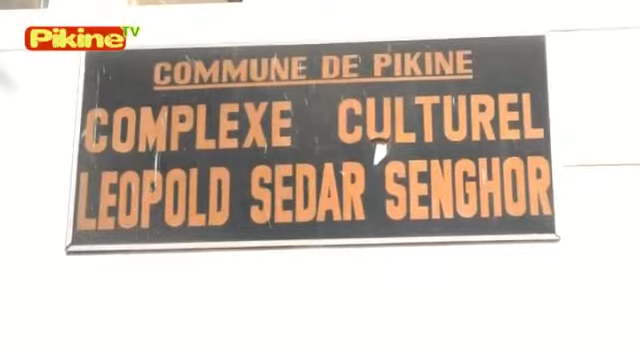 Pikine TV
COMMUNE DE PIKINE
COMPLEXE CULTUREL
LEOPOLD SEDAR SENGHOR